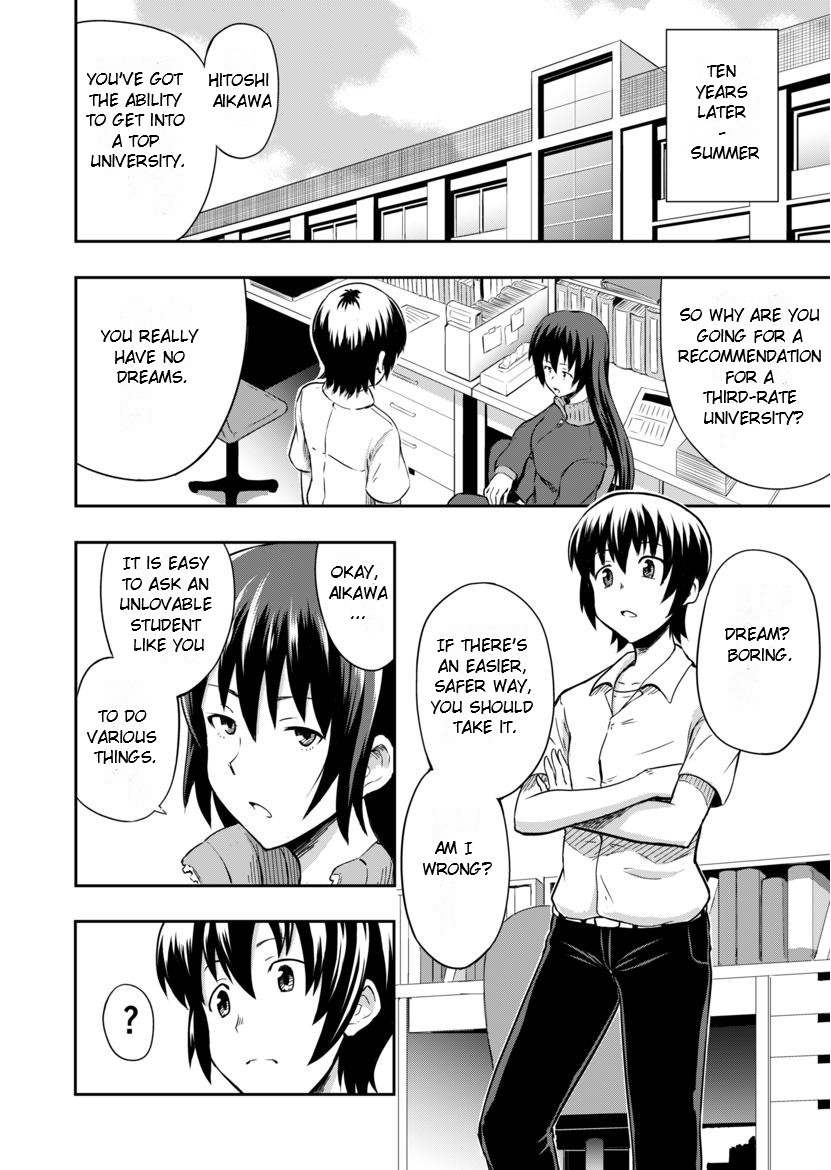 TEN
YEARS
LATER
-
SUMMER
HITOSHI
AIKAWA
YOU'VE GOT
THE ABILITY
TO GET INTO
A TOP
UNIVERSITY.
SO WHY ARE YOU
GOING FOR A
RECOMMENDATION
FOR A
THIRD-RATE
UNIVERSITY?
YOU REALLY
HAVE NO
DREAMS.
DREAM?
BORING.
IF THERE'S
AN EASIER,
SAFER WAY,
YOU SHOULD
TAKE IT.
AM I
WRONG?
OKAY,
AIKAWA
...
IT IS EASY
TO ASK AN
UNLOVABLE
STUDENT
LIKE YOU
TO DO
VARIOUS
THINGS.
?